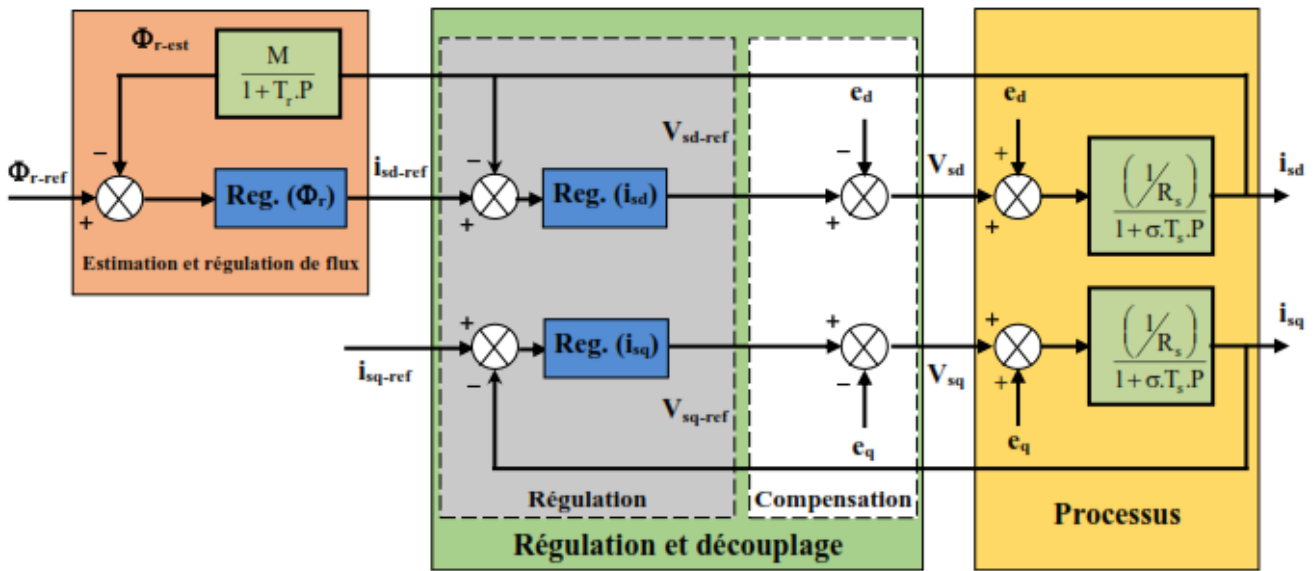 Φr-est
M
1+Tr.P
−
Φr-ref
+
Reg. (Φr)
isd-ref
Estimation et régulation de flux
−
+
Reg. (isd)
Vsd-ref
ed
−
+
Vsd
ed
+
+
(1/Rs)
1+σ.Ts.P
isd
isq-ref
+
−
Reg. (isq)
Vsq-ref
+
−
eq
Vsq
+
+
eq
(1/Rs)
1+σ.Ts.P
isq
Régulation
Compensation
Régulation et découplage
Processus